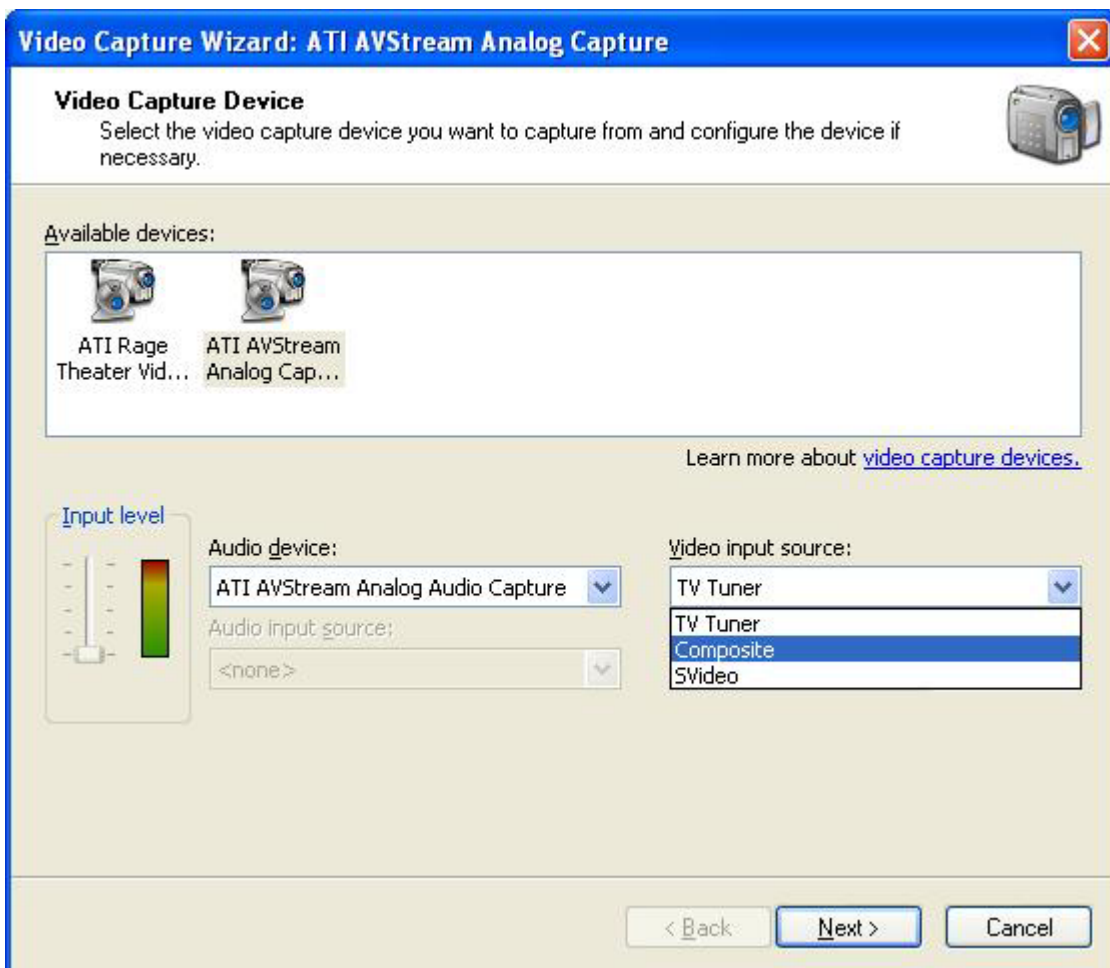 Video Capture Wizard: ATI AVStream Analog Capture
Video Capture Device
Select the video capture device you want to capture from and configure the device if
necessary.
Available devices:
ATI Rage
Theater Vid...
ATI AVStream
Analog Cap...
Learn more about video capture devices.
Input level
Audio device:
ATI AVStream Analog Audio Capture
Audio input source:
<none>
Video input source:
TV Tuner
TV Tuner
Composite
SVideo
< Back
Next >
Cancel